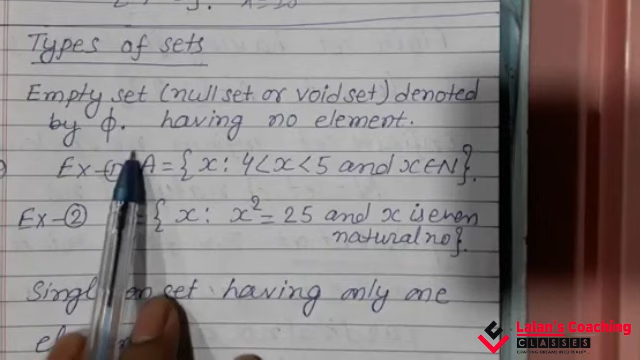 A=10
Types of sets
Empty set (null set or void set) denoted
by ϕ. having no element.
Ex-① A={ x: 4<x<5 and x∈N}.
Ex-② ={ x: x²=25 and x is even
natural no}.
set having only one
Lalan's Coaching
CLASSES